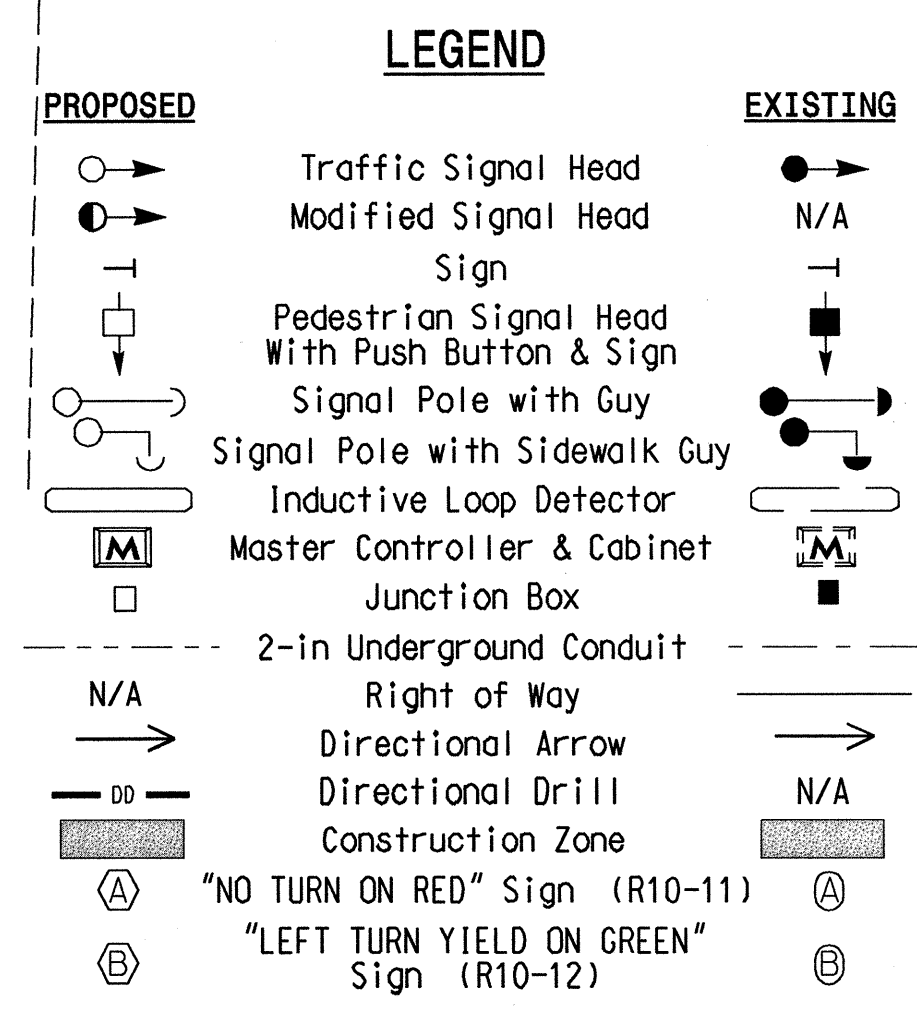 LEGEND
PROPOSED EXISTING
Traffic Signal Head
Modified Signal Head N/A
Sign
Pedestrian Signal Head
With Push Button & Sign
Signal Pole with Guy
Signal Pole with Sidewalk Guy
Inductive Loop Detector
M Master Controller & Cabinet M
Junction Box
2-in Underground Conduit
N/A Right of Way
Directional Arrow
DD Directional Drill N/A
Construction Zone
A "NO TURN ON RED" Sign (R10-11) A
"LEFT TURN YIELD ON GREEN"
B Sign (R10-12) B